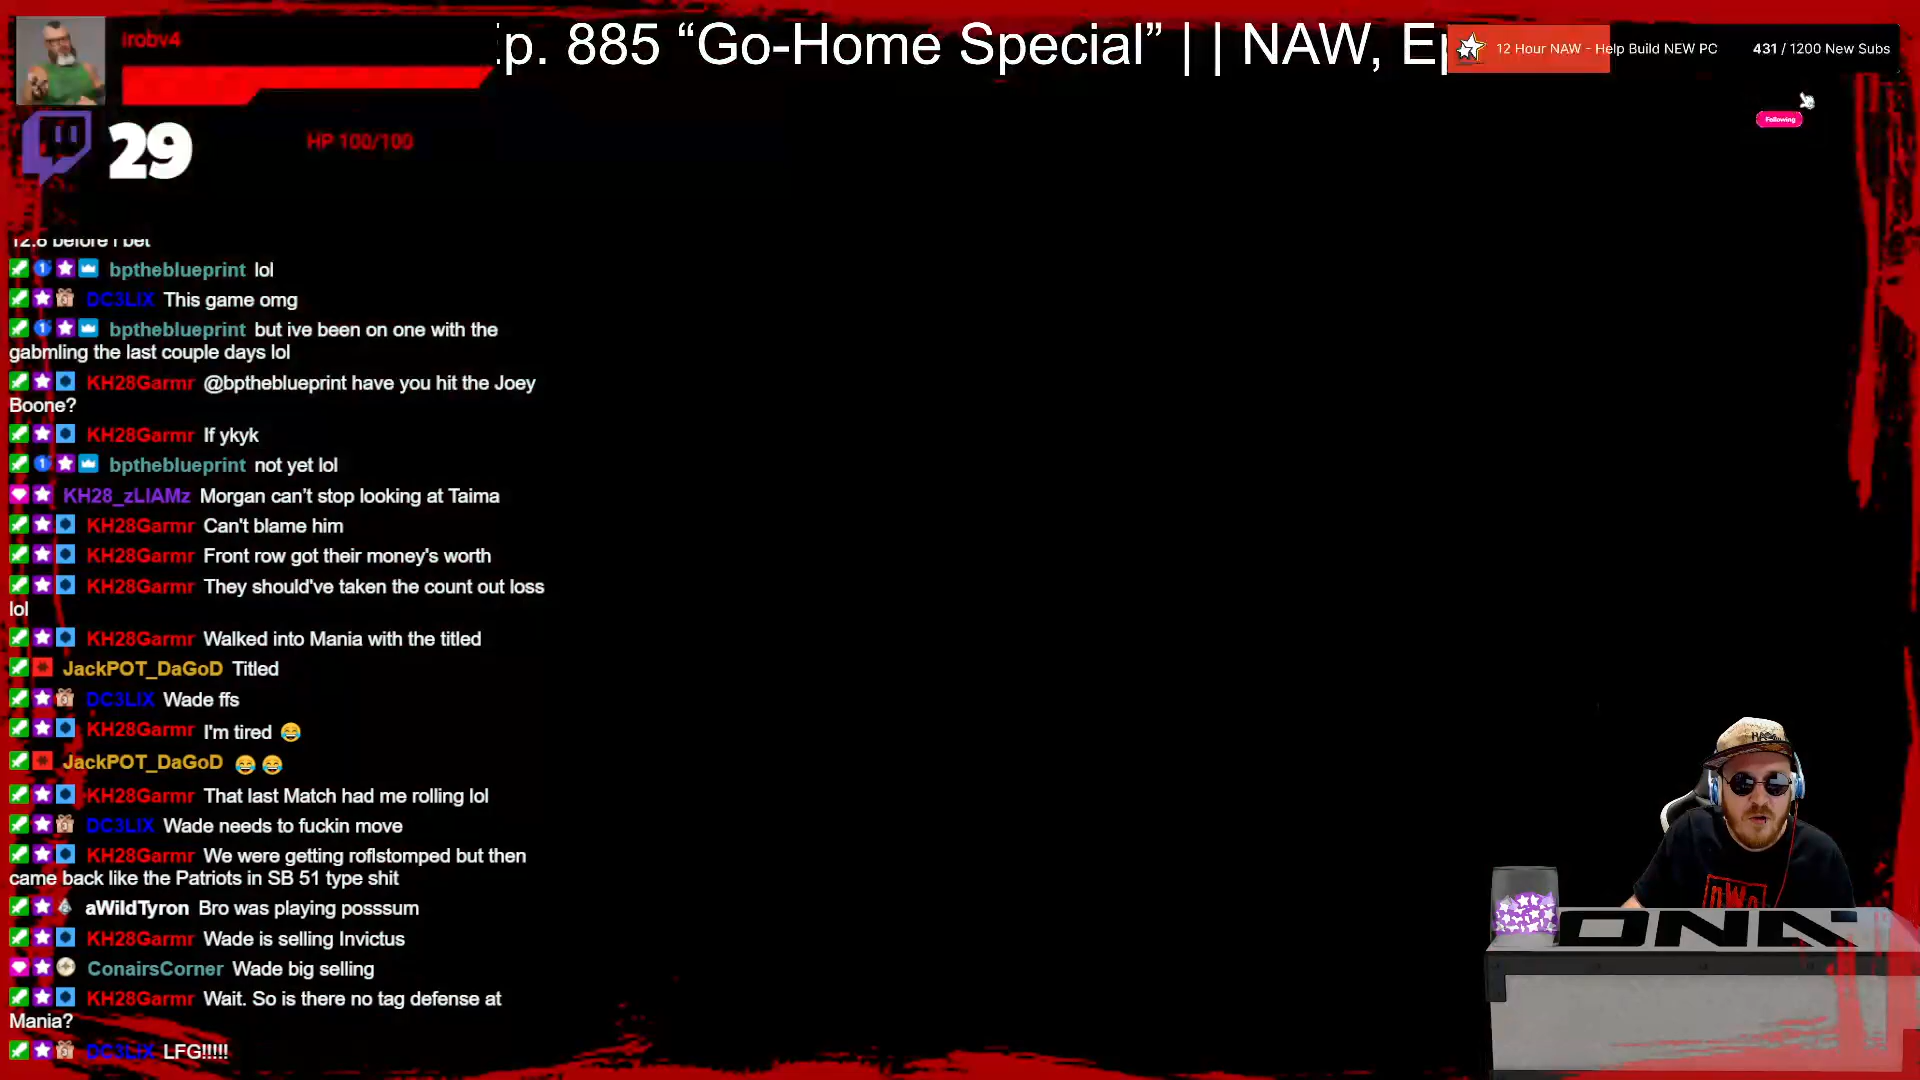 irobv4
p. 885 “Go-Home Special” | | NAW, Ep
12 Hour NAW - Help Build NEW PC
431 / 1200 New Subs
Following
29
HP 100/100
12.8 before I bet
bptheblueprint lol
DC3LIX This game omg
bptheblueprint but ive been on one with the
gabmling the last couple days lol
KH28Garmr @bptheblueprint have you hit the Joey
Boone?
KH28Garmr If ykyk
bptheblueprint not yet lol
KH28_zLIAMz Morgan can't stop looking at Taima
KH28Garmr Can't blame him
KH28Garmr Front row got their money's worth
KH28Garmr They should've taken the count out loss
lol
KH28Garmr Walked into Mania with the titled
JackPOT_DaGoD Titled
DC3LIX Wade ffs
KH28Garmr I'm tired 😂
JackPOT_DaGoD 😂 😂
KH28Garmr That last Match had me rolling lol
DC3LIX Wade needs to fuckin move
KH28Garmr We were getting roflstomped but then
came back like the Patriots in SB 51 type shit
aWildTyron Bro was playing posssum
KH28Garmr Wade is selling Invictus
ConairsCorner Wade big selling
KH28Garmr Wait. So is there no tag defense at
Mania?
DC3LIX LFG!!!!!
nWo